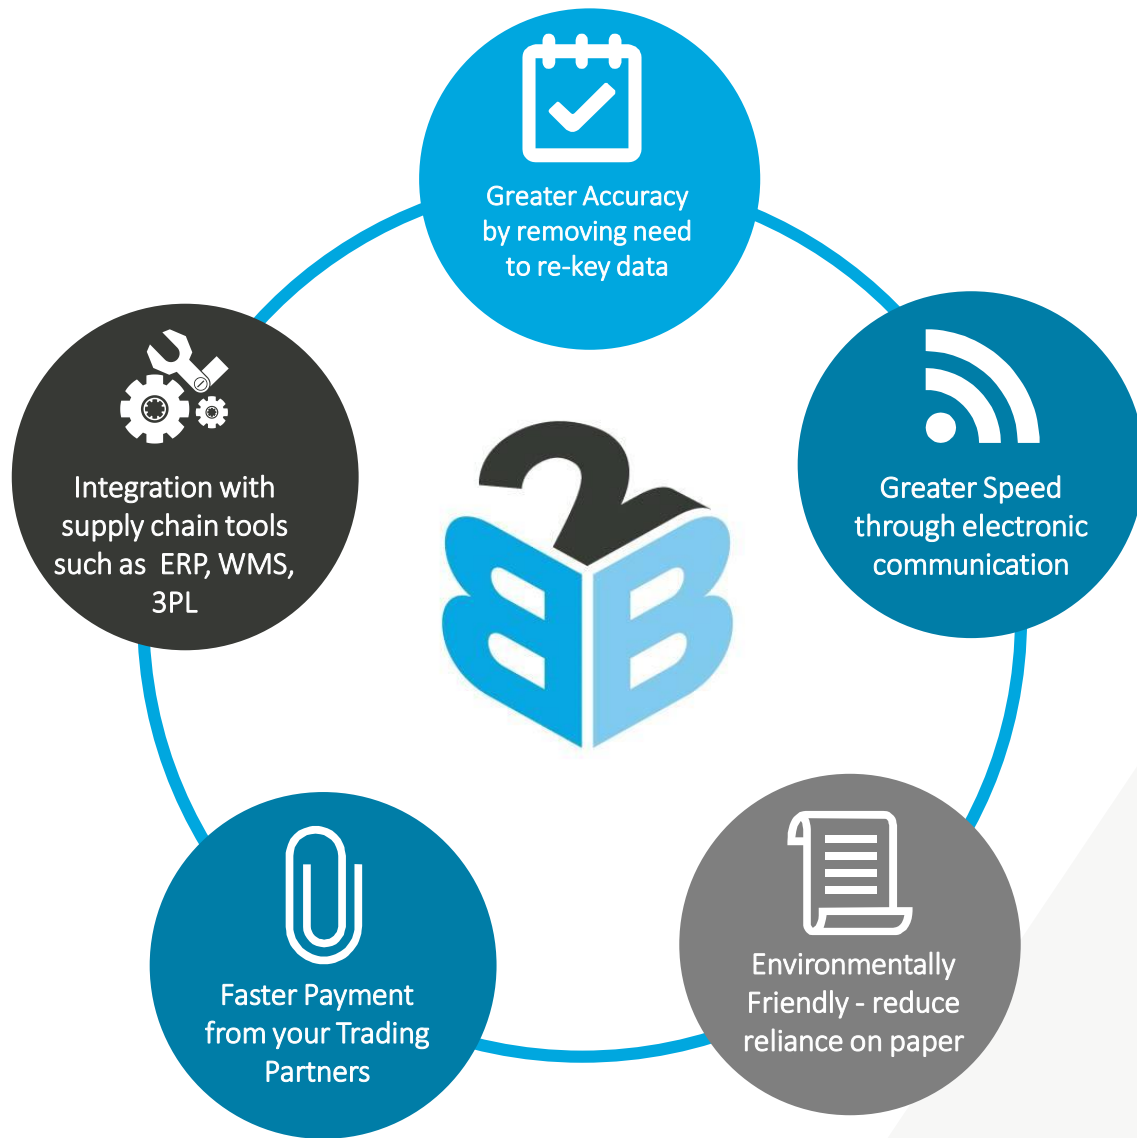 Greater Accuracy
by removing need
to re-key data
Greater Speed
through electronic
communication
Environmentally
Friendly - reduce
reliance on paper
Faster Payment
from your Trading
Partners
Integration with
supply chain tools
such as  ERP, WMS,
3PL
B2B